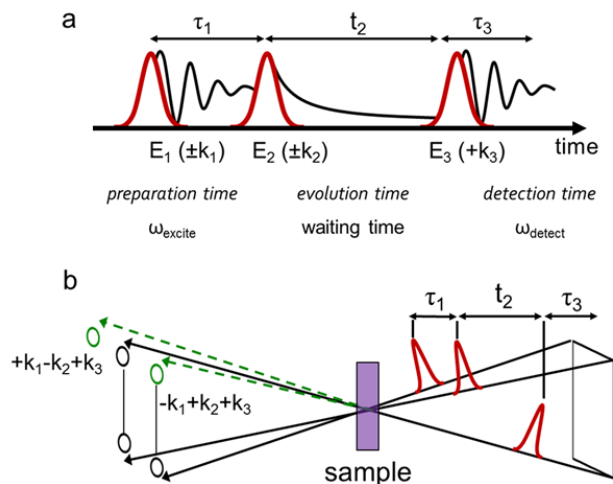 a
τ₁ t₂ τ₃
E₁ (±k₁) E₂ (±k₂) E₃ (+k₃) time
preparation time evolution time detection time
ωexcite waiting time ωdetect
b
τ₁ t₂ τ₃
+k₁-k₂+k₃
-k₁+k₂+k₃
sample